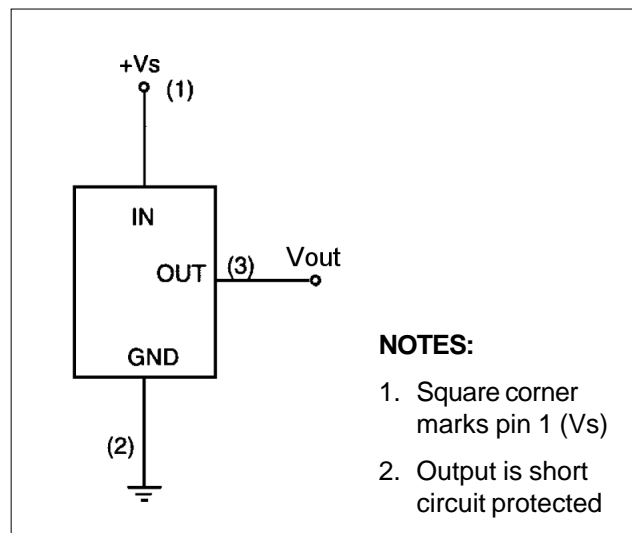 +Vs
(1)
IN
OUT
(3)
Vout
GND
(2)
NOTES:
1. Square corner
marks pin 1 (Vs)
2. Output is short
circuit protected